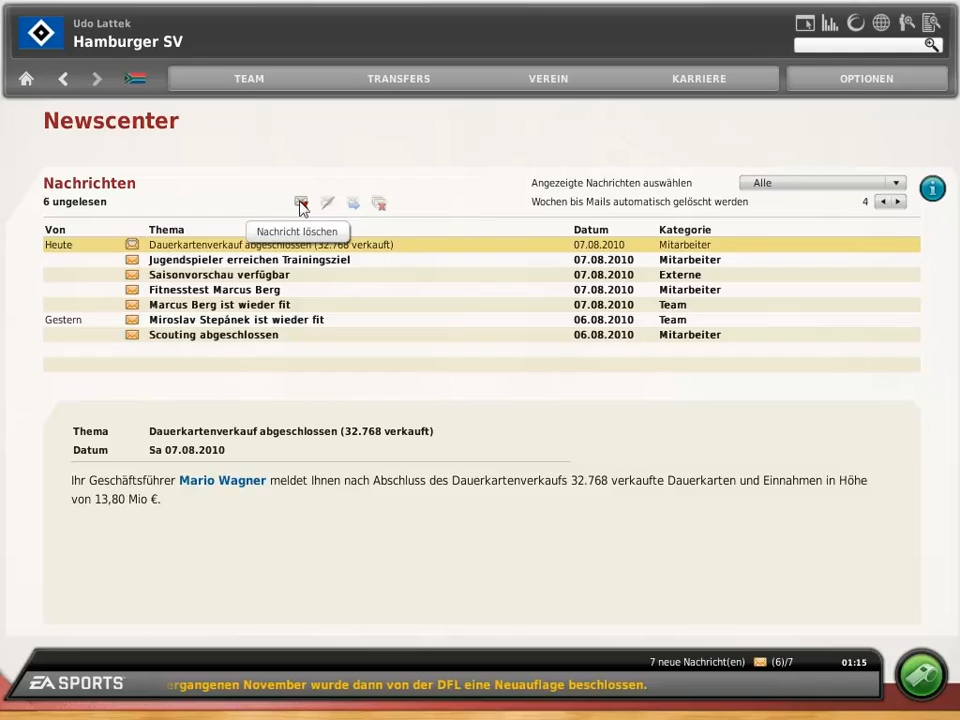 Udo Lattek
Hamburger SV
TEAM TRANSFERS VEREIN KARRIERE OPTIONEN
Newscenter
Nachrichten
Angezeigte Nachrichten auswählen Alle
6 ungelesen
Wochen bis Mails automatisch gelöscht werden 4
Nachricht löschen
Von Thema Datum Kategorie
Heute Dauerkartenverkauf abgeschlossen (32.768 verkauft) 07.08.2010 Mitarbeiter
Jugendspieler erreichen Trainingsziel 07.08.2010 Mitarbeiter
Saisonvorschau verfügbar 07.08.2010 Externe
Fitnesstest Marcus Berg 07.08.2010 Mitarbeiter
Marcus Berg ist wieder fit 07.08.2010 Team
Gestern Miroslav Stepánek ist wieder fit 06.08.2010 Team
Scouting abgeschlossen 06.08.2010 Mitarbeiter
Thema Dauerkartenverkauf abgeschlossen (32.768 verkauft)
Datum Sa 07.08.2010
Ihr Geschäftsführer Mario Wagner meldet Ihnen nach Abschluss des Dauerkartenverkaufs 32.768 verkaufte Dauerkarten und Einnahmen in Höhe
von 13,80 Mio €.
7 neue Nachricht(en) (6)/7 01:15
EA SPORTS ergangenen November wurde dann von der DFL eine Neuauflage beschlossen.